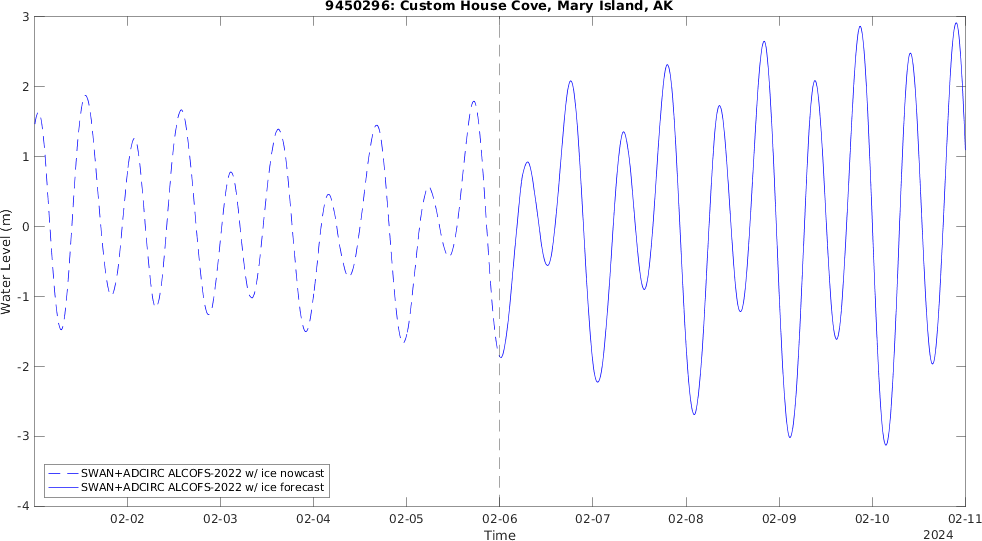 9450296: Custom House Cove, Mary Island, AK
3
2
1
0
-1
-2
-3
-4
Water Level (m)
SWAN+ADCIRC ALCOFS-2022 w/ ice nowcast
SWAN+ADCIRC ALCOFS-2022 w/ ice forecast
02-02 02-03 02-04 02-05 02-06 02-07 02-08 02-09 02-10 02-11
Time
2024